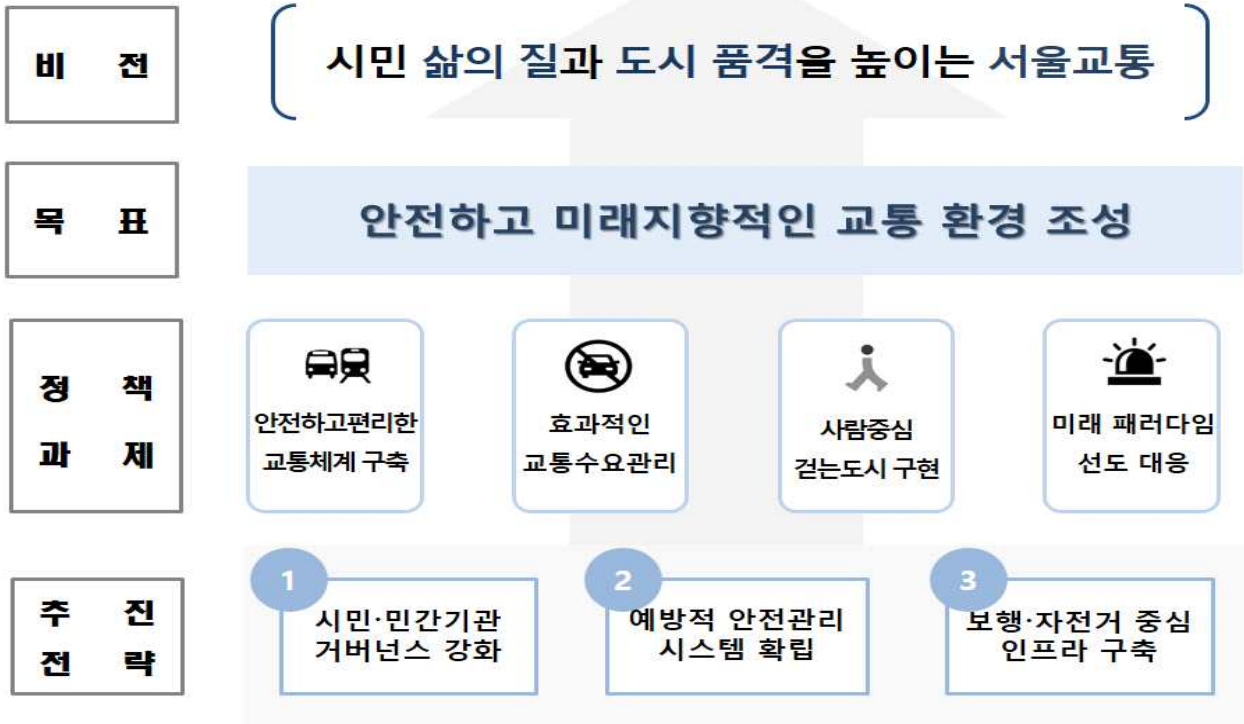 비 전
시민 삶의 질과 도시 품격을 높이는 서울교통
목 표
안전하고 미래지향적인 교통 환경 조성
정 책
과 제
안전하고편리한
교통체계 구축
효과적인
교통수요관리
사람중심
걷는도시 구현
미래 패러다임
선도 대응
추 진
전 략
1
시민·민간기관
거버넌스 강화
2
예방적 안전관리
시스템 확립
3
보행·자전거 중심
인프라 구축